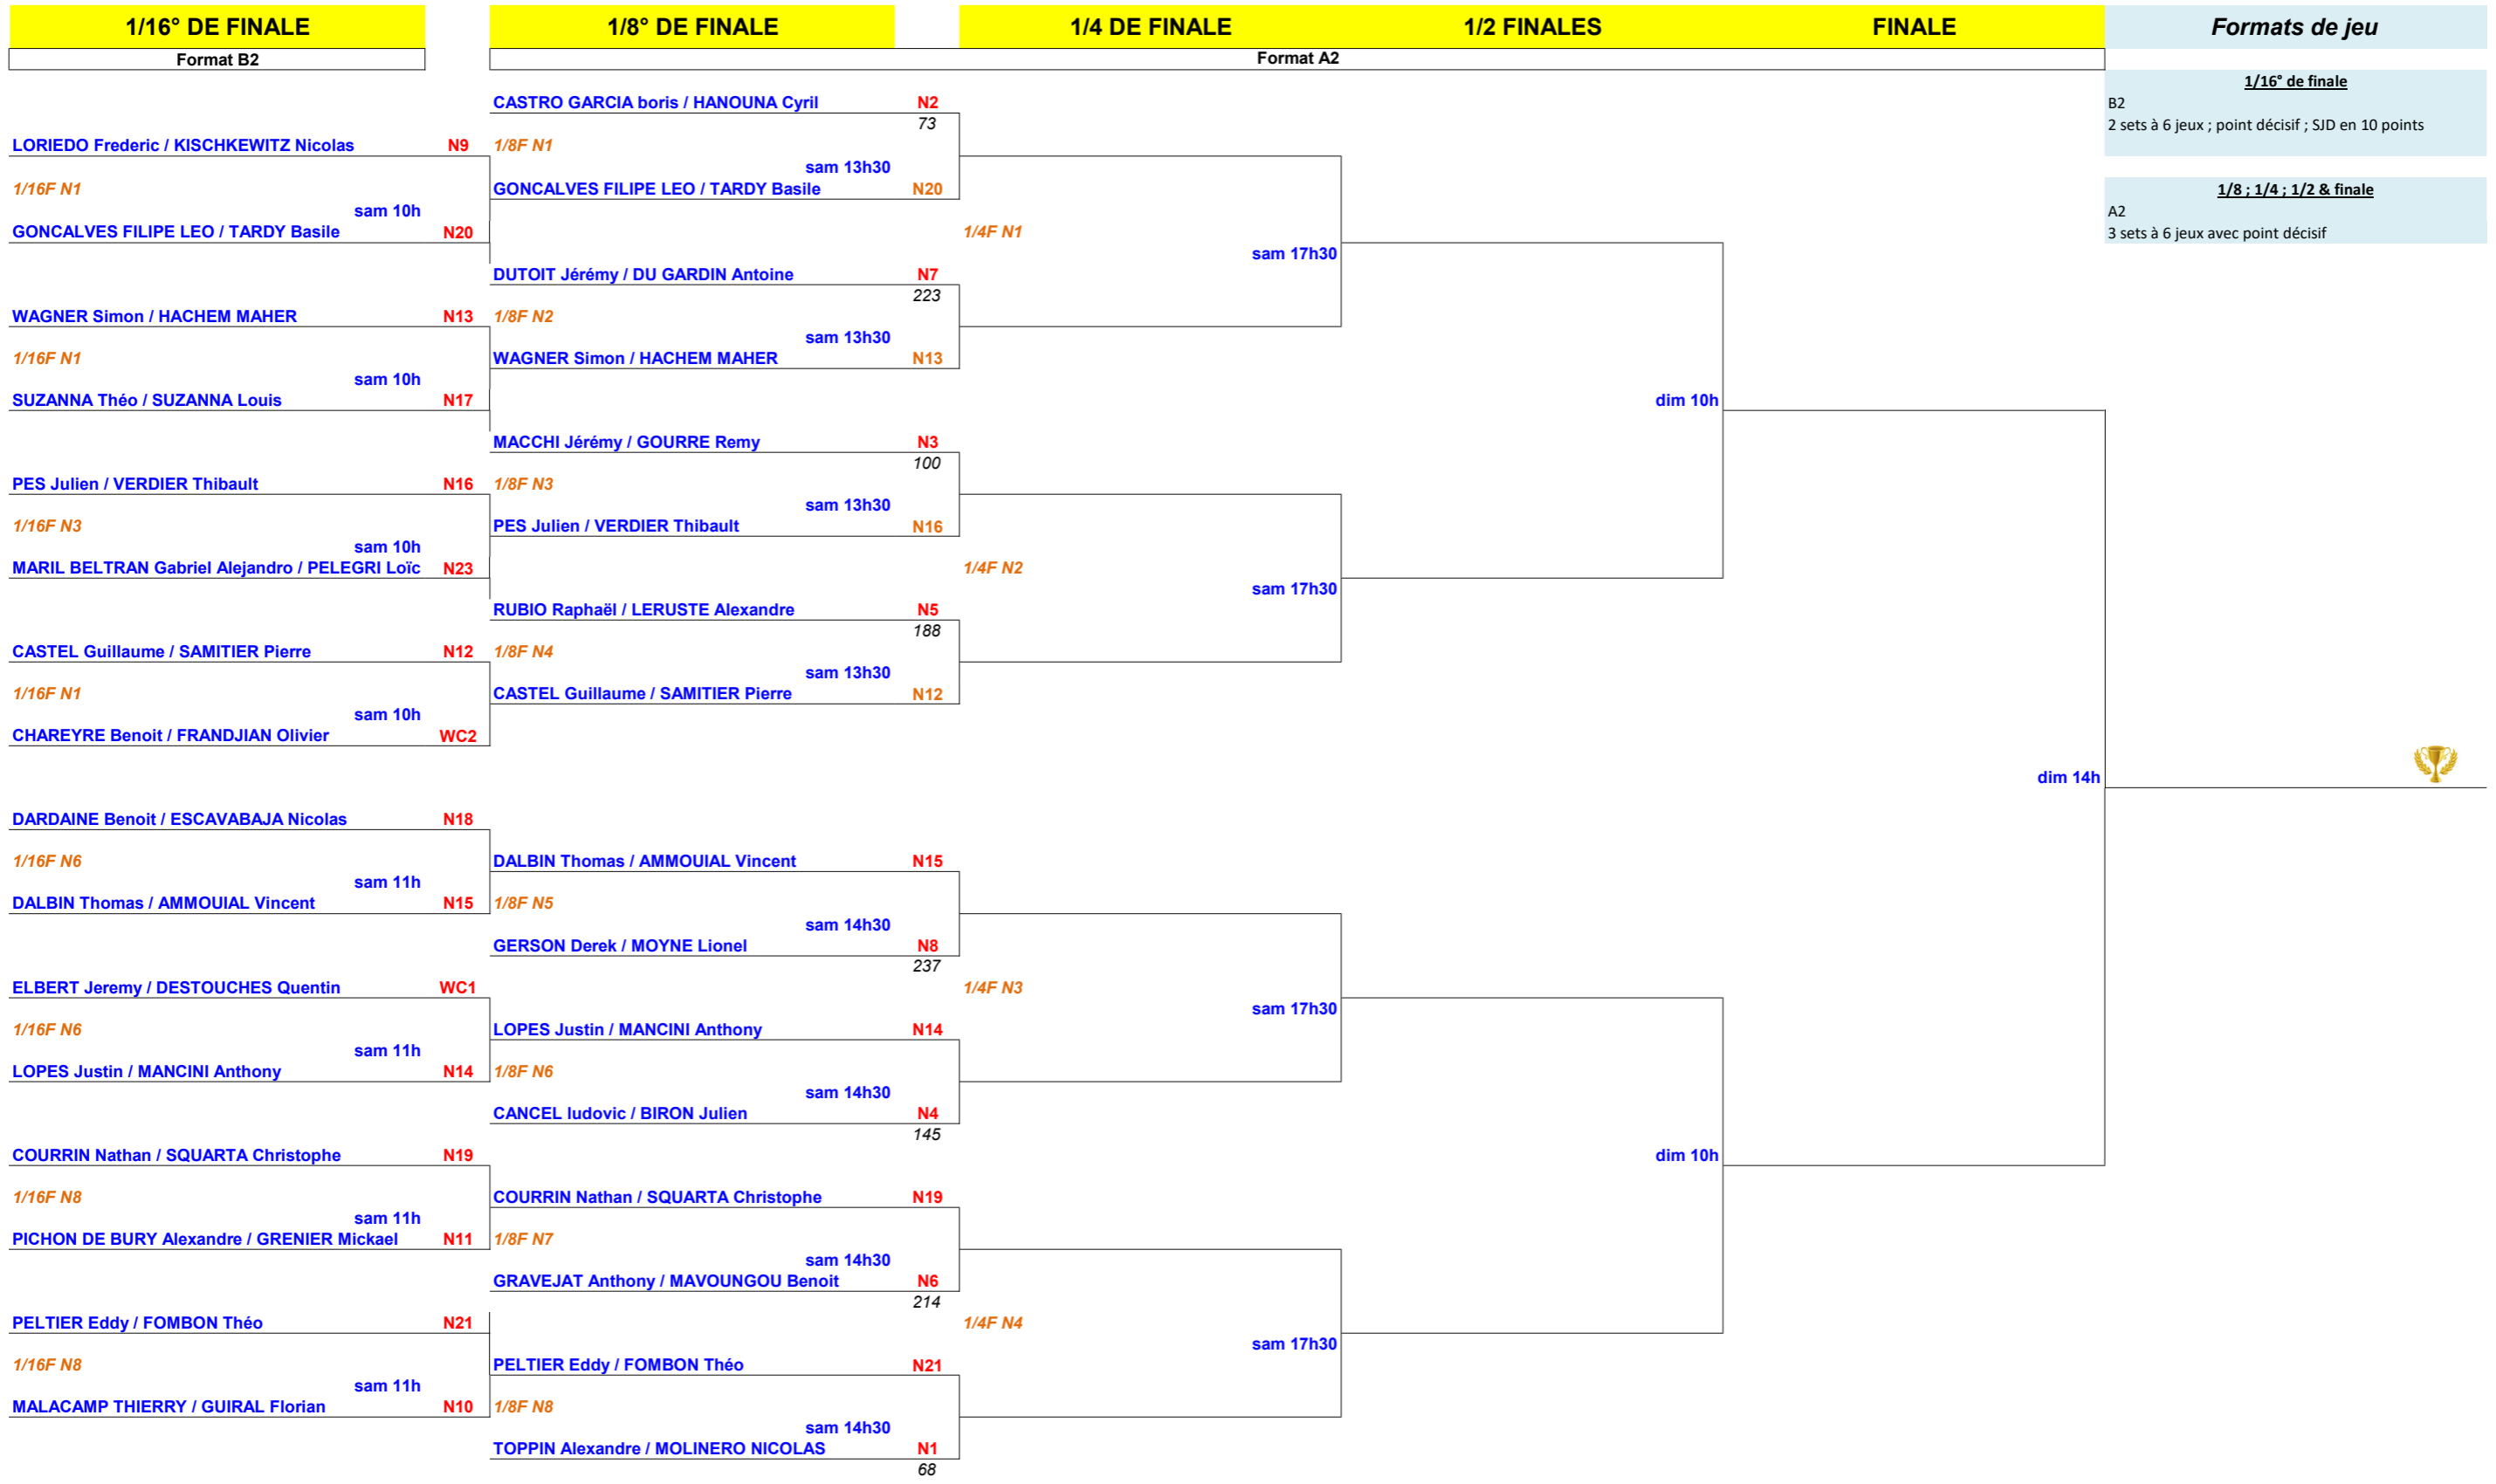 1/16° DE FINALE
1/8° DE FINALE
1/4 DE FINALE
1/2 FINALES
FINALE
Formats de jeu
Format B2
Format A2
1/16° de finale
B2
2 sets à 6 jeux ; point décisif ; SJD en 10 points
1/8 ; 1/4 ; 1/2 & finale
A2
3 sets à 6 jeux avec point décisif
LORIEDO Frederic / KISCHKEWITZ Nicolas N9
1/16F N1
sam 10h
GONCALVES FILIPE LEO / TARDY Basile N20
WAGNER Simon / HACHEM MAHER N13
1/16F N1
sam 10h
SUZANNA Théo / SUZANNA Louis N17
PES Julien / VERDIER Thibault N16
1/16F N3
sam 10h
MARIL BELTRAN Gabriel Alejandro / PELEGRI Loïc N23
CASTEL Guillaume / SAMITIER Pierre N12
1/16F N1
sam 10h
CHAREYRE Benoit / FRANDJIAN Olivier WC2
DARDAINE Benoit / ESCAVABAJA Nicolas N18
1/16F N6
sam 11h
DALBIN Thomas / AMMOUIAL Vincent N15
ELBERT Jeremy / DESTOUCHES Quentin WC1
1/16F N6
sam 11h
LOPES Justin / MANCINI Anthony N14
COURRIN Nathan / SQUARTA Christophe N19
1/16F N8
sam 11h
PICHON DE BURY Alexandre / GRENIER Mickael N11
PELTIER Eddy / FOMBON Théo N21
1/16F N8
sam 11h
MALACAMP THIERRY / GUIRAL Florian N10
CASTRO GARCIA boris / HANOUNA Cyril N2
73
1/8F N1
sam 13h30
GONCALVES FILIPE LEO / TARDY Basile N20
DUTOIT Jérémy / DU GARDIN Antoine N7
223
1/8F N2
sam 13h30
WAGNER Simon / HACHEM MAHER N13
MACCHI Jérémy / GOURRE Remy N3
100
1/8F N3
sam 13h30
PES Julien / VERDIER Thibault N16
RUBIO Raphaël / LERUSTE Alexandre N5
188
1/8F N4
sam 13h30
CASTEL Guillaume / SAMITIER Pierre N12
DALBIN Thomas / AMMOUIAL Vincent N15
1/8F N5
sam 14h30
GERSON Derek / MOYNE Lionel N8
237
LOPES Justin / MANCINI Anthony N14
1/8F N6
sam 14h30
CANCEL ludovic / BIRON Julien N4
145
COURRIN Nathan / SQUARTA Christophe N19
1/8F N7
sam 14h30
GRAVEJAT Anthony / MAVOUNGOU Benoit N6
214
PELTIER Eddy / FOMBON Théo N21
1/8F N8
sam 14h30
TOPPIN Alexandre / MOLINERO NICOLAS N1
68
1/4F N1
sam 17h30
1/4F N2
sam 17h30
1/4F N3
sam 17h30
1/4F N4
sam 17h30
dim 10h
dim 10h
dim 14h